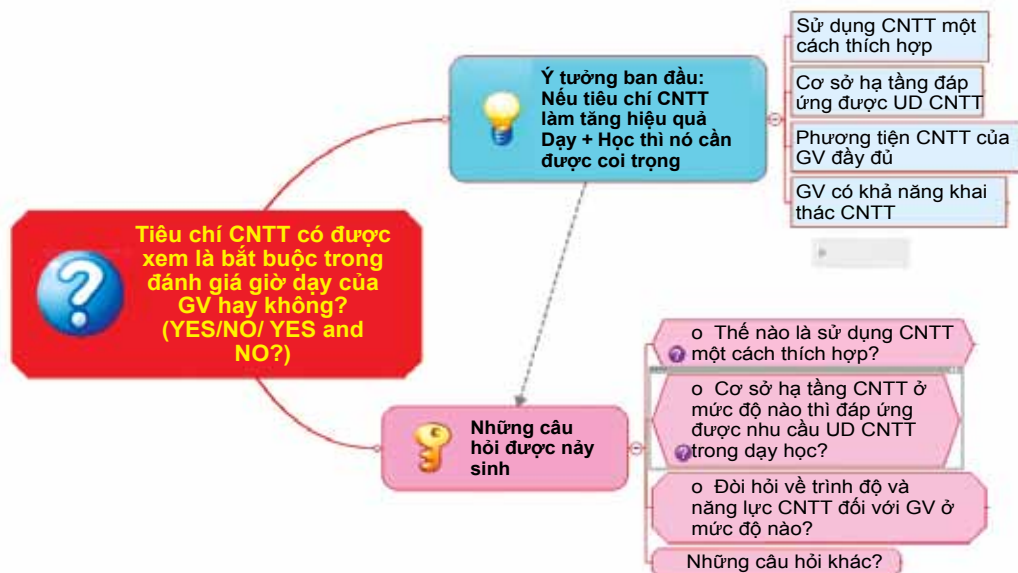 Tiêu chí CNTT có được
xem là bắt buộc trong
đánh giá giờ dạy của
GV hay không?
(YES/NO/ YES and
NO?)
Ý tưởng ban đầu:
Nếu tiêu chí CNTT
làm tăng hiệu quả
Dạy + Học thì nó cần
được coi trọng
Sử dụng CNTT một
cách thích hợp
Cơ sở hạ tầng đáp
ứng được UD CNTT
Phương tiện CNTT của
GV đầy đủ
GV có khả năng khai
thác CNTT
Những câu
hỏi được nảy
sinh
o Thế nào là sử dụng CNTT
một cách thích hợp?
o Cơ sở hạ tầng CNTT ở
mức độ nào thì đáp ứng
được nhu cầu UD CNTT
trong dạy học?
o Đòi hỏi về trình độ và
năng lực CNTT đối với GV ở
mức độ nào?
Những câu hỏi khác?